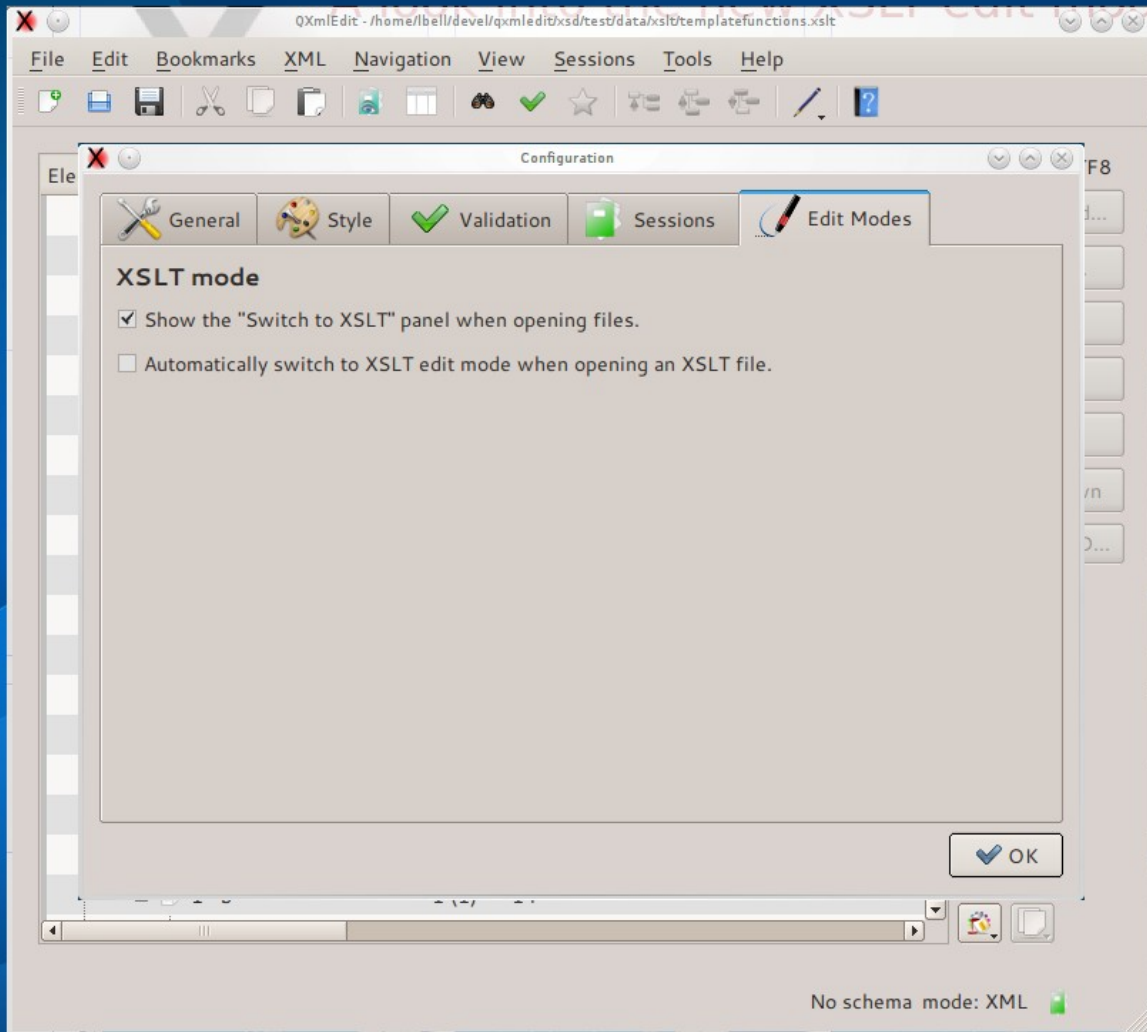 QXmlEdit - /home/lbell/devel/qxmledit/xsd/test/data/xslt/templatefunctions.xslt
File Edit Bookmarks XML Navigation View Sessions Tools Help
Configuration
Ele
F8
General Style Validation Sessions Edit Modes
XSLT mode
Show the "Switch to XSLT" panel when opening files.
Automatically switch to XSLT edit mode when opening an XSLT file.
OK
No schema mode: XML